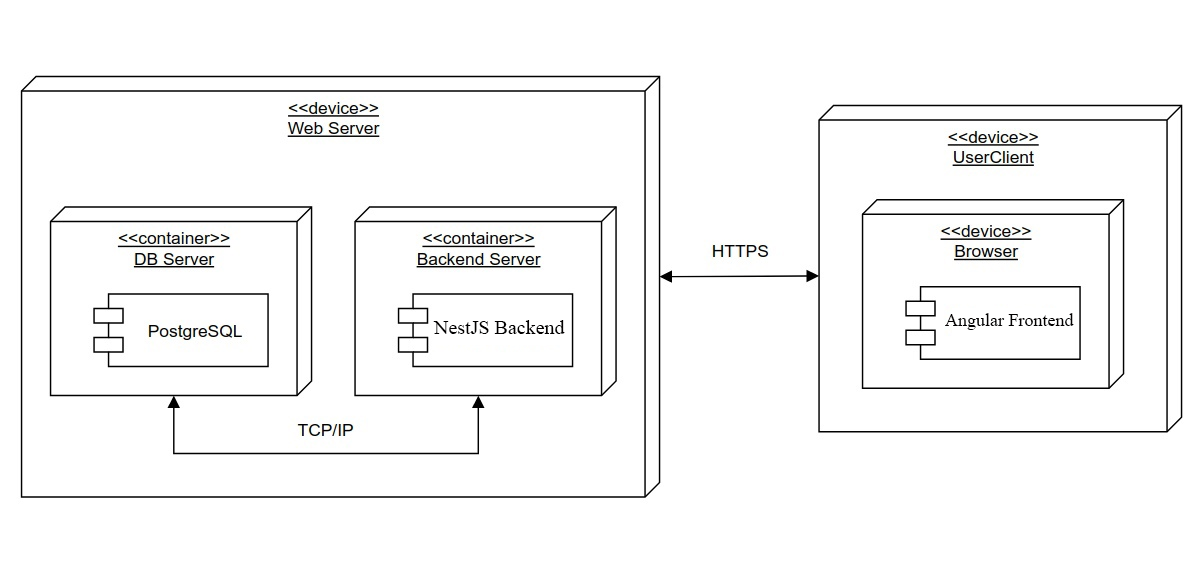 <<device>>
Web Server
<<container>>
DB Server
PostgreSQL
<<container>>
Backend Server
NestJS Backend
TCP/IP
HTTPS
<<device>>
UserClient
<<device>>
Browser
Angular Frontend